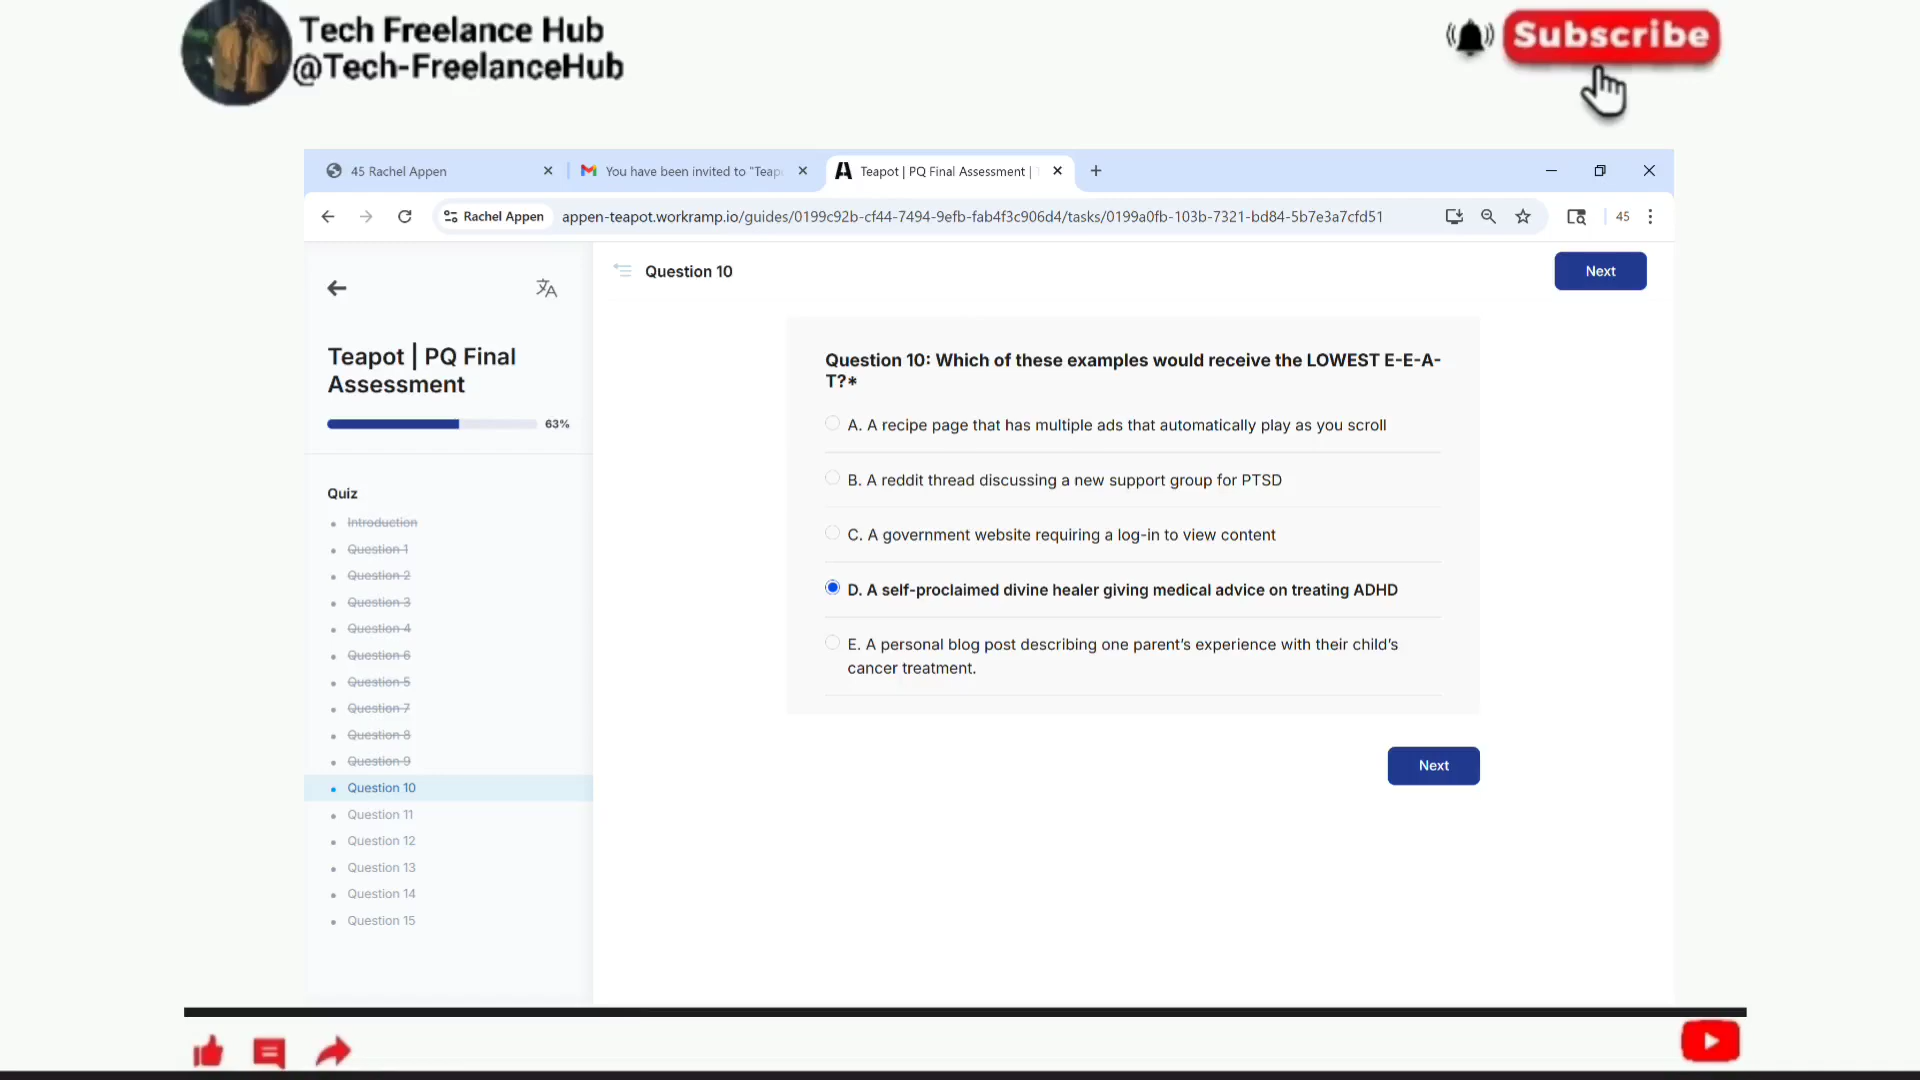 Tech Freelance Hub
@Tech-FreelanceHub
Subscribe
45 Rachel Appen
You have been invited to "Teap
Teapot | PQ Final Assessment |
Rachel Appen
appen-teapot.workramp.io/guides/0199c92b-cf44-7494-9efb-fab4f3c906d4/tasks/0199a0fb-103b-7321-bd84-5b7e3a7cfd51
45
Question 10
Next
Teapot | PQ Final
Assessment
63%
Quiz
Introduction
Question 1
Question 2
Question 3
Question 4
Question 6
Question 5
Question 7
Question 8
Question 9
Question 10
Question 11
Question 12
Question 13
Question 14
Question 15
Question 10: Which of these examples would receive the LOWEST E-E-A-
T?*
A. A recipe page that has multiple ads that automatically play as you scroll
B. A reddit thread discussing a new support group for PTSD
C. A government website requiring a log-in to view content
D. A self-proclaimed divine healer giving medical advice on treating ADHD
E. A personal blog post describing one parent's experience with their child's
cancer treatment.
Next